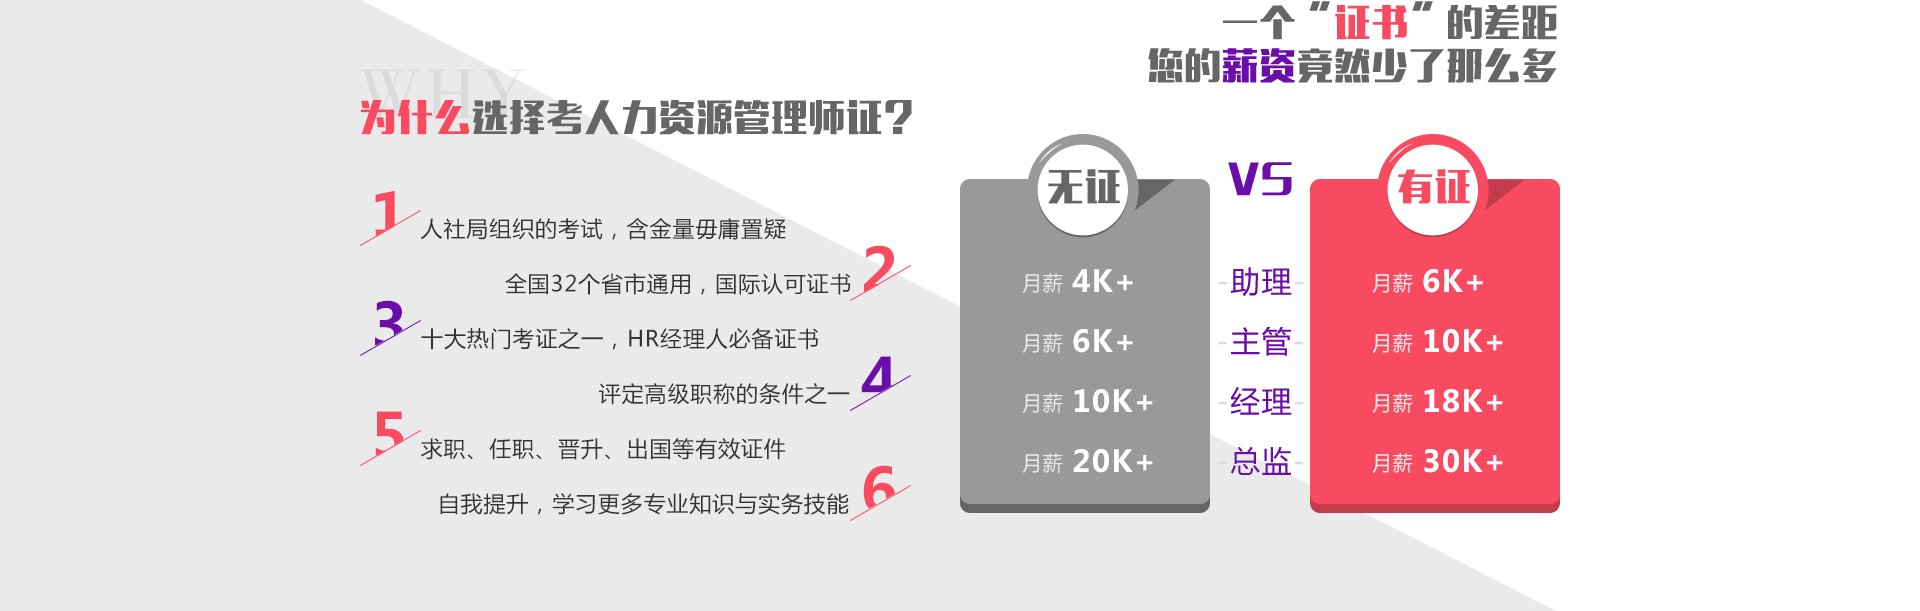 WHY
为什么选择考人力资源管理师证?
1
人社局组织的考试，含金量毋庸置疑
2
全国32个省市通用，国际认可证书
3
十大热门考证之一，HR经理人必备证书
4
评定高级职称的条件之一
5
求职、任职、晋升、出国等有效证件
6
自我提升，学习更多专业知识与实务技能
一个“证书”的差距
您的薪资竟然少了那么多
无证 VS 有证
月薪 4K+ 助理 月薪 6K+
月薪 6K+ 主管 月薪 10K+
月薪 10K+ 经理 月薪 18K+
月薪 20K+ 总监 月薪 30K+